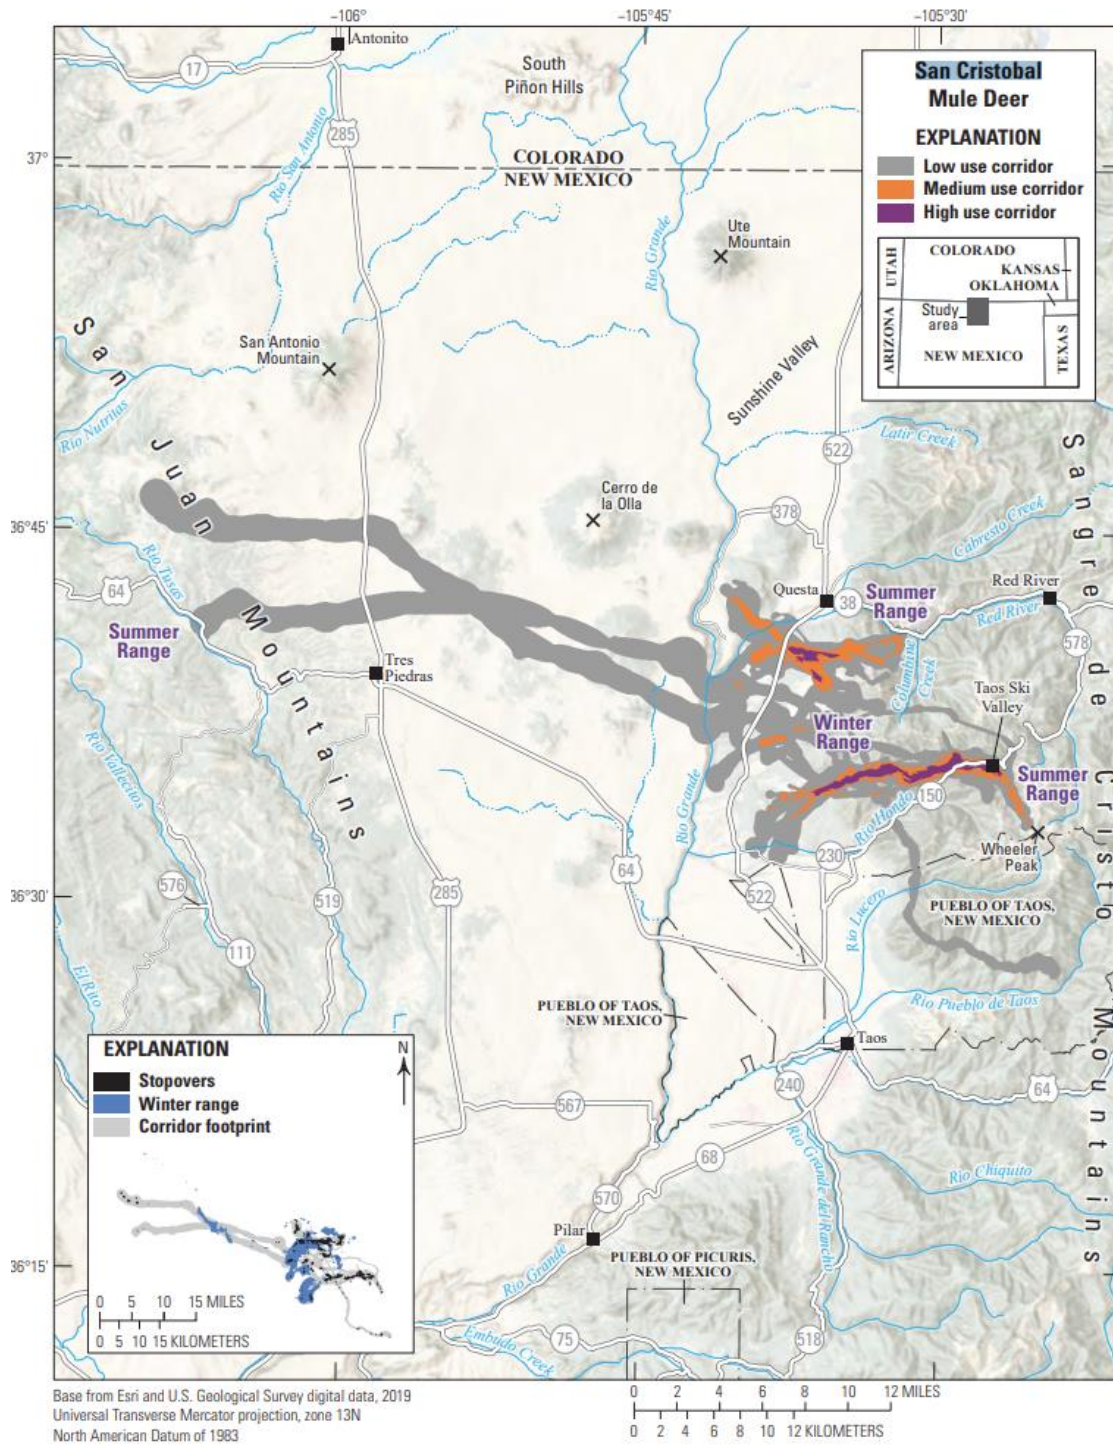 -106°
-105°45'
-105°30'
Antonito
17
South
Piñon Hills
San Cristobal
Mule Deer
EXPLANATION
Low use corridor
Medium use corridor
High use corridor
285
Rio San Antonio
37°
COLORADO
NEW MEXICO
Rio Grande
Ute
Mountain
UTAH
COLORADO
KANSAS
OKLAHOMA
Study
area
ARIZONA
NEW MEXICO
TEXAS
San Antonio
Mountain
Sunshine Valley
Rio Nutritas
San Juan Mountains
522
Latir Creek
Sangre de Cristo Mountains
Cerro de
la Olla
378
Cabresto Creek
36°45'
Rio Tusas
64
Questa
38
Summer
Range
Red River
Red River
Summer
Range
578
Columbine
Creek
Tres
Piedras
Taos Ski
Valley
Winter
Range
Summer
Range
Rio Vallecitos
Rio Grande
Rio Hondo
150
Wheeler
Peak
230
64
576
519
285
522
36°30'
Rio Lucero
PUEBLO OF TAOS,
NEW MEXICO
111
El Rito
PUEBLO OF TAOS,
NEW MEXICO
Rio Pueblo de Taos
Taos
EXPLANATION
N
Stopovers
Winter range
Corridor footprint
240
64
567
68
Rio Grande del Rancho
Rio Chiquito
570
Pilar
PUEBLO OF PICURIS,
NEW MEXICO
36°15'
Rio Grande
0 5 10 15 MILES
0 5 10 15 KILOMETERS
Embudo Creek
75
518
Base from Esri and U.S. Geological Survey digital data, 2019
Universal Transverse Mercator projection, zone 13N
North American Datum of 1983
0 2 4 6 8 10 12 MILES
0 2 4 6 8 10 12 KILOMETERS